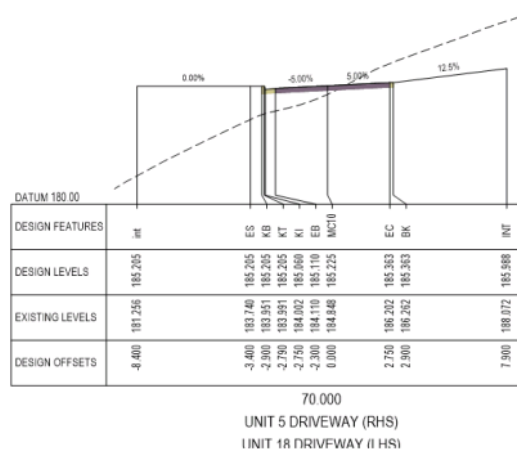 0.00% -5.00% 5.00% 12.5%
DATUM 180.00
DESIGN FEATURES int ES KB KT KI EB MC10 EC BK INT
DESIGN LEVELS 185.205 185.205 185.205 185.205 185.060 185.110 185.225 185.363 185.363 185.988
EXISTING LEVELS 181.256 183.740 183.951 183.991 184.002 184.110 184.848 186.202 186.262 188.072
DESIGN OFFSETS -8.400 -3.400 -2.900 -2.790 -2.750 -2.300 0.000 2.750 2.900 7.900
70.000
UNIT 5 DRIVEWAY (RHS)
UNIT 18 DRIVEWAY (LHS)